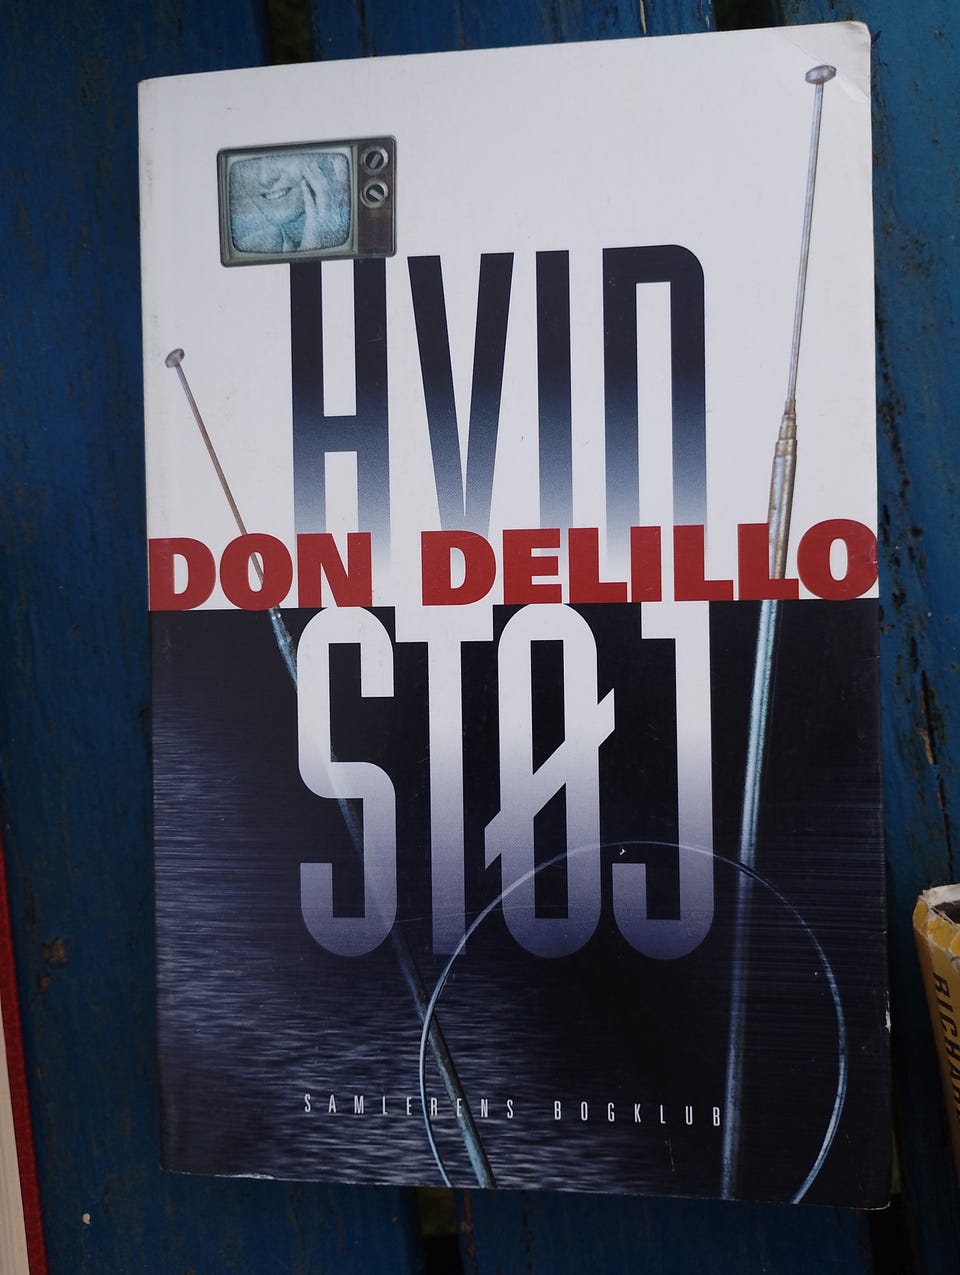 HVID
DON DELILLO
STØJ
SAMLERENS BOGKLUB